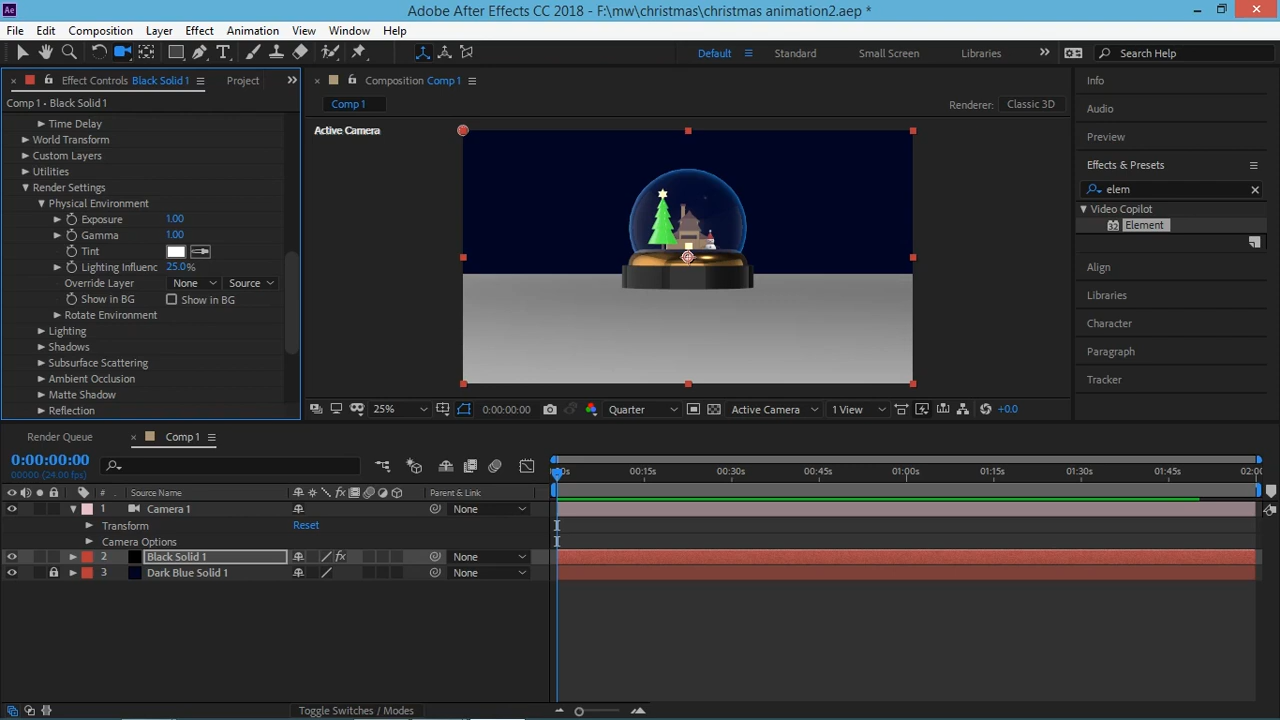 Ae
Adobe After Effects CC 2018 - F:\mw\christmas\christmas animation2.aep *
File Edit Composition Layer Effect Animation View Window Help
Default Standard Small Screen Libraries Search Help
Effect Controls Black Solid 1 Project Composition Comp 1 Info
Comp 1 • Black Solid 1 Comp 1 Renderer: Classic 3D Audio
Time Delay Active Camera
World Transform Preview
Custom Layers
Utilities Effects & Presets
Render Settings elem
Physical Environment Video Copilot
Exposure 1.00 32 Element
Gamma 1.00
Tint
Lighting Influenc 25.0% Align
Override Layer None Source
Show in BG Show in BG Libraries
Rotate Environment
Lighting Character
Shadows Paragraph
Subsurface Scattering
Ambient Occlusion Tracker
Matte Shadow
Reflection 25% 0:00:00:00 Quarter Active Camera 1 View +0.0
Render Queue Comp 1
0:00:00:00
00000 (24.00 fps) :00s 00:15s 00:30s 00:45s 01:00s 01:15s 01:30s 01:45s 02:00
# Source Name Parent & Link
1 Camera 1 None
Transform Reset
Camera Options
2 Black Solid 1 fx None
3 Dark Blue Solid 1 None
Toggle Switches / Modes